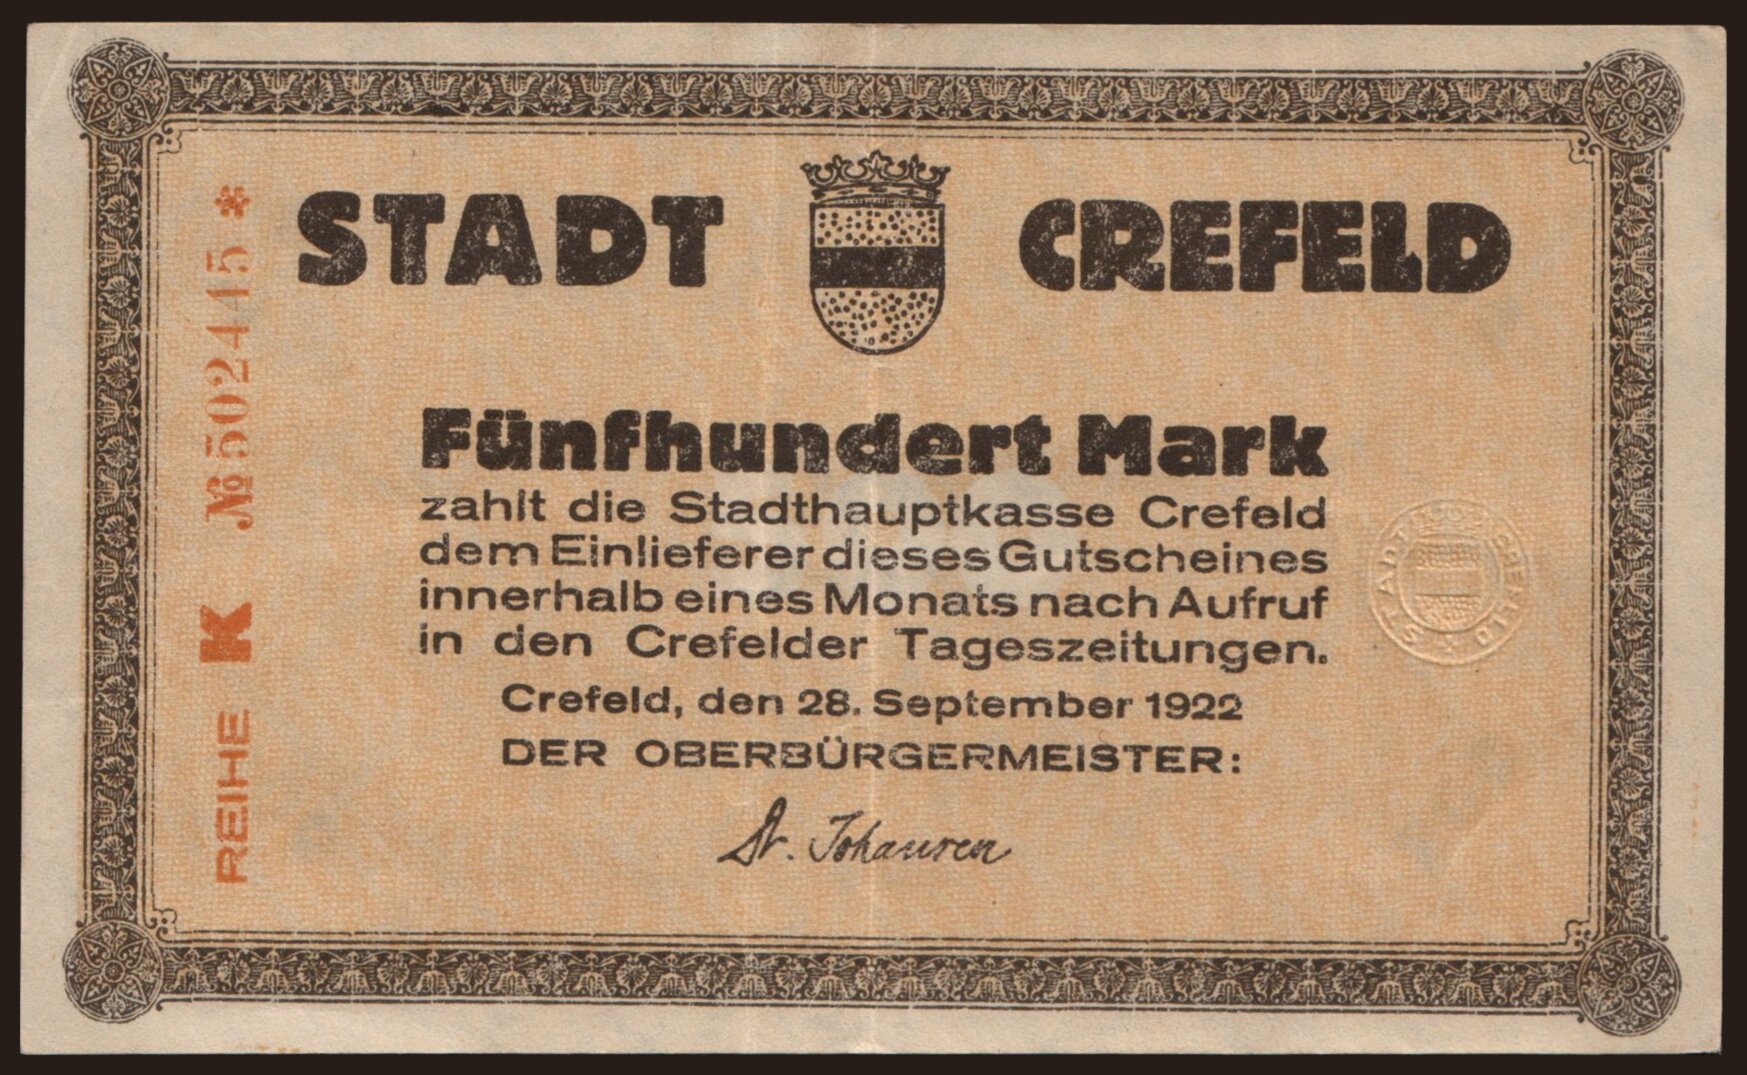 STADT CREFELD
Fünfhundert Mark
zahlt die Stadthauptkasse Crefeld
dem Einlieferer dieses Gutscheines
innerhalb eines Monats nach Aufruf
in den Crefelder Tageszeitungen.
Crefeld, den 28. September 1922
DER OBERBÜRGERMEISTER:
Dr. Johansen
REIHE K № 502445 *
STADT CREFELD